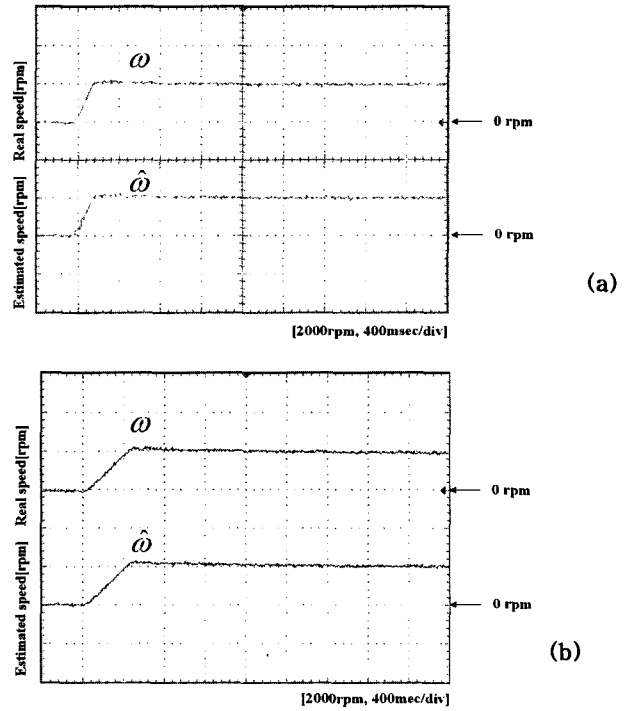 Real speed[rpm]
ω
0 rpm
Estimated speed[rpm]
ω̂
0 rpm
(a)
[2000rpm, 400msec/div]
Real speed[rpm]
ω
0 rpm
Estimated speed[rpm]
ω̂
0 rpm
(b)
[2000rpm, 400mec/div]